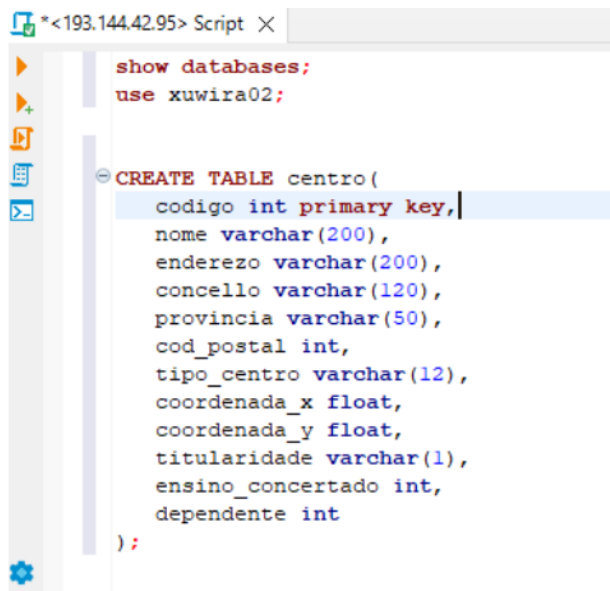 *<193.144.42.95> Script
show databases;
use xuwira02;
CREATE TABLE centro(
codigo int primary key,
nome varchar(200),
enderezo varchar(200),
concello varchar(120),
provincia varchar(50),
cod_postal int,
tipo_centro varchar(12),
coordenada_x float,
coordenada_y float,
titularidade varchar(1),
ensino_concertado int,
dependente int
);